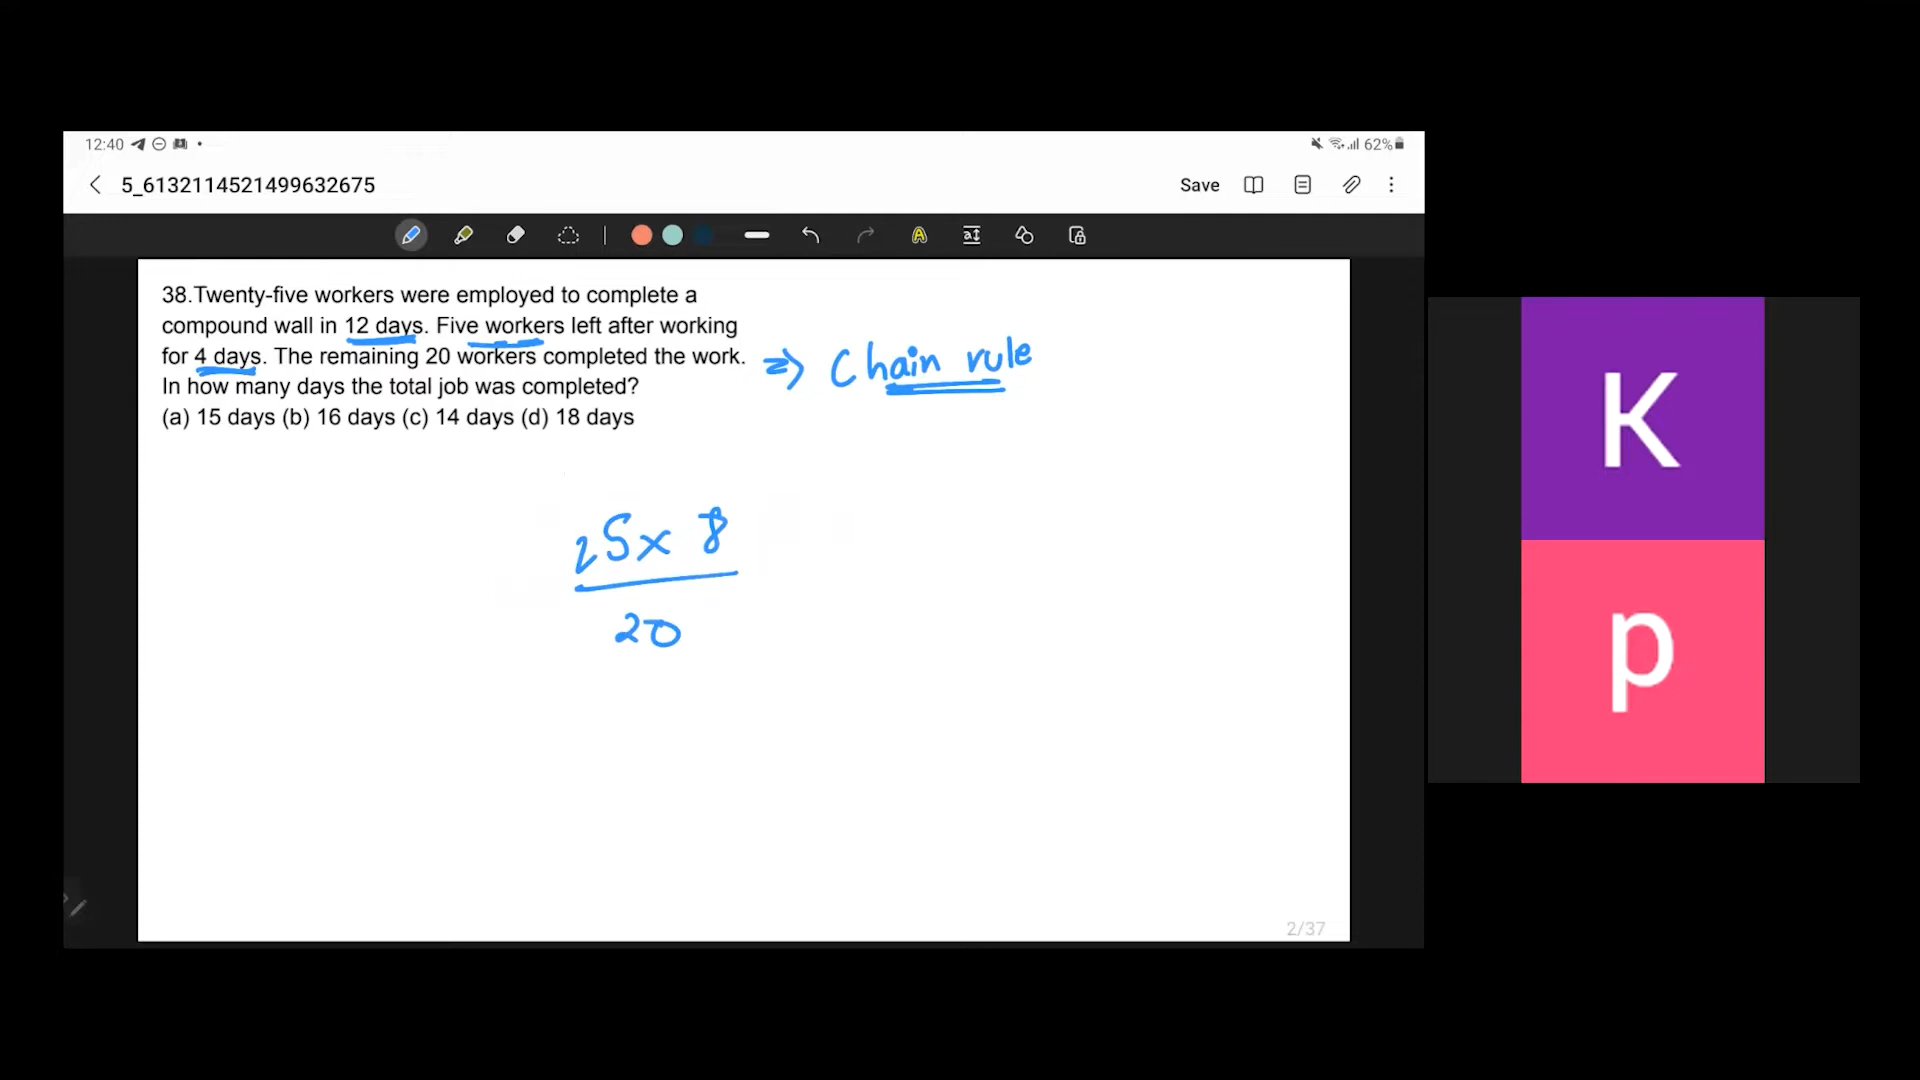 12:40
62%
5_6132114521499632675
Save
38.Twenty-five workers were employed to complete a
compound wall in 12 days. Five workers left after working
for 4 days. The remaining 20 workers completed the work.
In how many days the total job was completed?
(a) 15 days (b) 16 days (c) 14 days (d) 18 days
⇒ Chain rule
25 x 8
20
2/37
K
p